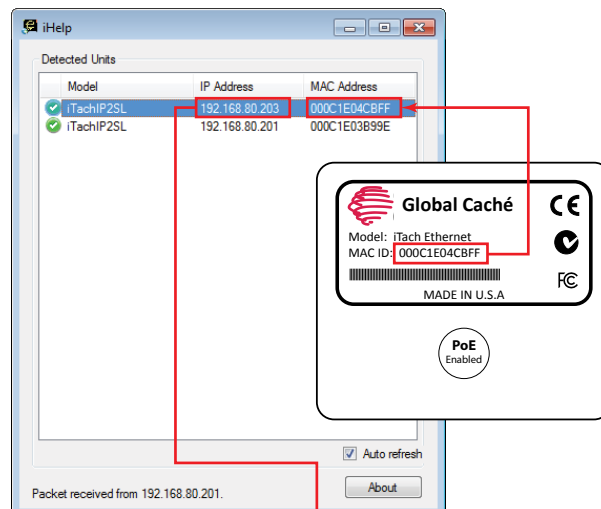 iHelp
Detected Units
Model IP Address MAC Address
iTachIP2SL 192.168.80.203 000C1E04CBFF
iTachIP2SL 192.168.80.201 000C1E03B99E
Global Caché
CE
Model: iTach Ethernet
MAC ID: 000C1E04CBFF
FC
MADE IN U.S.A
PoE
Enabled
Auto refresh
Packet received from 192.168.80.201.
About